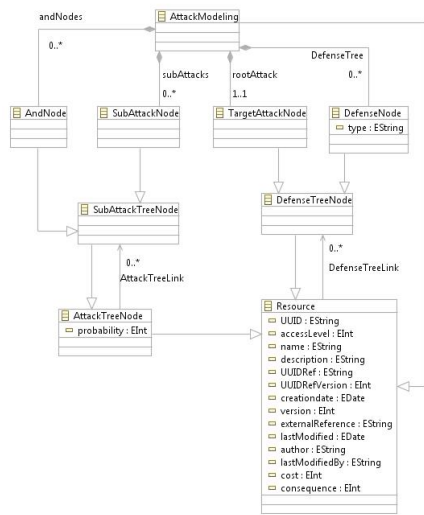 AttackModeling
andNodes
0..*
subAttacks
0..*
rootAttack
1..1
DefenseTree
0..*
AndNode
SubAttackNode
TargetAttackNode
DefenseNode
type : EString
SubAttackTreeNode
DefenseTreeNode
0..*
AttackTreeLink
0..*
DefenseTreeLink
AttackTreeNode
probability : EInt
Resource
UUID : EString
accessLevel : EInt
name : EString
description : EString
UUIDRef : EString
UUIDRefVersion : EInt
creationdate : EDate
version : EInt
externalReference : EString
lastModified : EDate
author : EString
lastModifiedBy : EString
cost : EInt
consequence : EInt